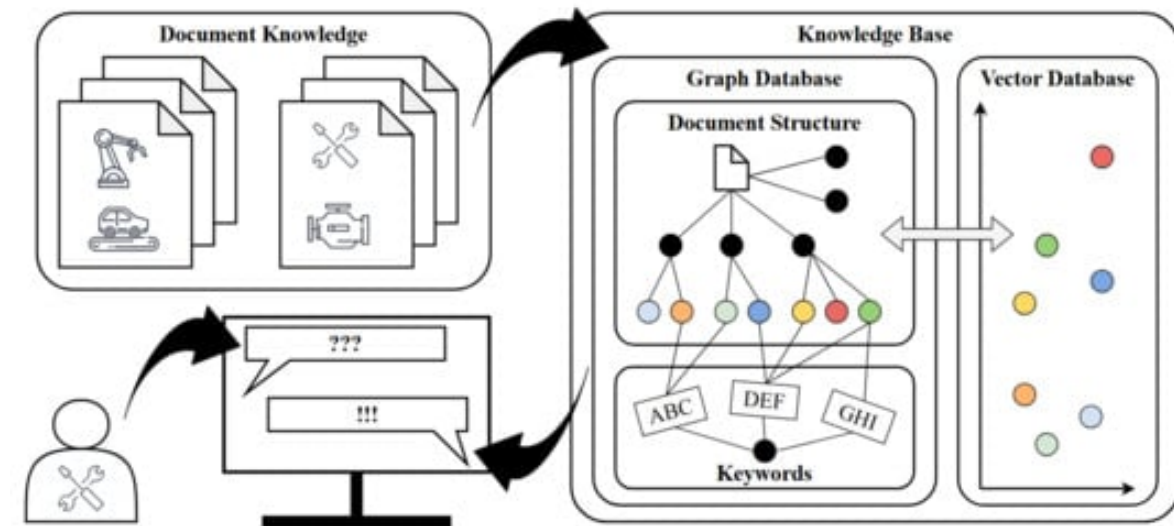 Document Knowledge
Knowledge Base
Graph Database
Vector Database
Document Structure
???
!!!
ABC
DEF
GHI
Keywords